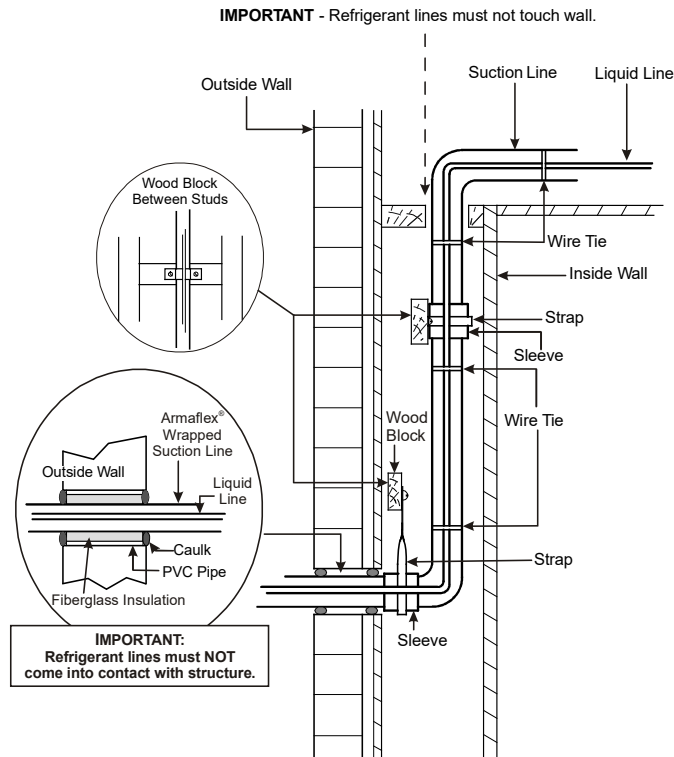 IMPORTANT - Refrigerant lines must not touch wall.
Suction Line
Liquid Line
Outside Wall
Wood Block
Between Studs
Wire Tie
Inside Wall
Strap
Sleeve
Wood
Block
Wire Tie
Armaflex®
Wrapped
Suction Line
Outside Wall
Liquid
Line
Caulk
PVC Pipe
Fiberglass Insulation
Strap
Sleeve
IMPORTANT:
Refrigerant lines must NOT
come into contact with structure.